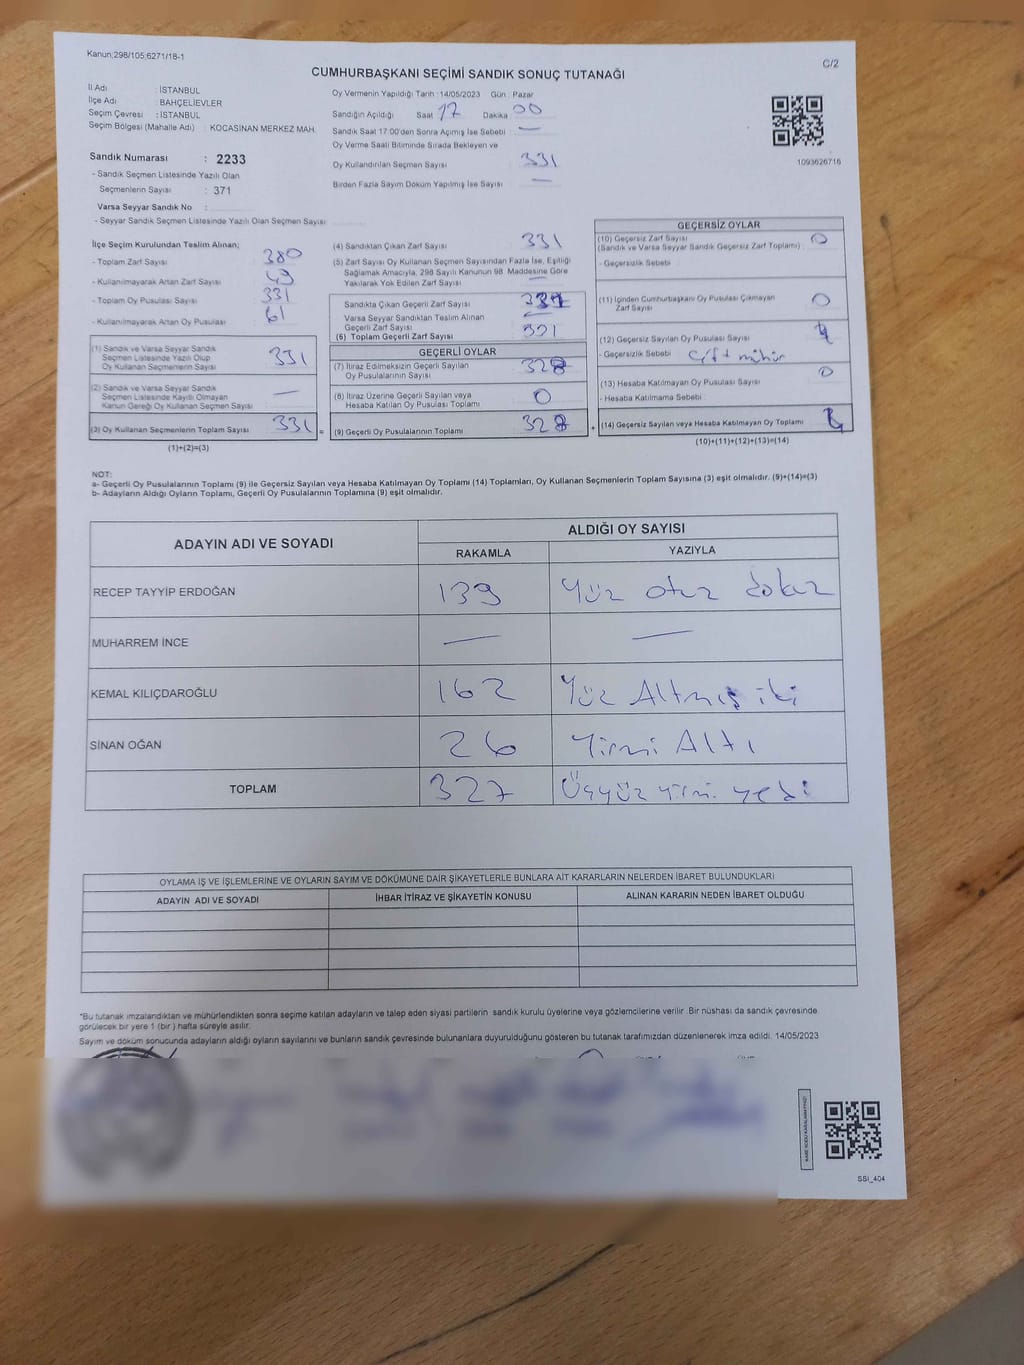 Kanun;298/105;6271/18-1
C/2
CUMHURBAŞKANI SEÇİMİ SANDIK SONUÇ TUTANAĞI
İl Adı : İSTANBUL
İlçe Adı : BAHÇELİEVLER
Seçim Çevresi : İSTANBUL
Seçim Bölgesi (Mahalle Adı) : KOCASİNAN MERKEZ MAH.
Sandık Numarası : 2233
- Sandık Seçmen Listesinde Yazılı Olan
Seçmenlerin Sayısı : 371
Varsa Seyyar Sandık No :
- Seyyar Sandık Seçmen Listesinde Yazılı Olan Seçmen Sayısı
Oy Vermenin Yapıldığı Tarih :14/05/2023 Gün : Pazar
Sandığın Açıldığı Saat 17 Dakika 00
Sandık Saat 17:00'den Sonra Açımış İse Sebebi : —
Oy Verme Saati Bitiminde Sırada Bekleyen ve
Oy Kullandırılan Seçmen Sayısı 331
Birden Fazla Sayım Döküm Yapılmış İse Sayısı —
1093626716
İlçe Seçim Kurulundan Teslim Alınan;
- Toplam Zarf Sayısı 380
- Kullanılmayarak Artan Zarf Sayısı 49
- Toplam Oy Pusulası Sayısı 331
- Kullanılmayarak Artan Oy Pusulası 61
(1) Sandık ve Varsa Seyyar Sandık
Seçmen Listesinde Yazılı Olup
Oy Kullanan Seçmenlerin Sayısı 331
(2) Sandık ve Varsa Seyyar Sandık
Seçmen Listesinde Kayıtlı Olmayan
Kanun Gereği Oy Kullanan Seçmen Sayısı —
(3) Oy Kullanan Seçmenlerin Toplam Sayısı 331 =
(1)+(2)=(3)
(4) Sandıktan Çıkan Zarf Sayısı 331
(5) Zarf Sayısı Oy Kullanan Seçmen Sayısından Fazla İse, Eşitliği
Sağlamak Amacıyla, 298 Sayılı Kanunun 98. Maddesine Göre
Yakılarak Yok Edilen Zarf Sayısı —
Sandıkta Çıkan Geçerli Zarf Sayısı
Varsa Seyyar Sandıktan Teslim Alınan
Geçerli Zarf Sayısı —
(6) Toplam Geçerli Zarf Sayısı 331
GEÇERLİ OYLAR
(7) İtiraz Edilmeksizin Geçerli Sayılan
Oy Pusulalarının Sayısı
(8) İtiraz Üzerine Geçerli Sayılan veya
Hesaba Katılan Oy Pusulası Toplamı 0
(9) Geçerli Oy Pusulalarının Toplamı
GEÇERSİZ OYLAR
(10) Geçersiz Zarf Sayısı 0
(Sandık ve Varsa Seyyar Sandık Geçersiz Zarf Toplamı)
- Geçersizlik Sebebi
(11) İçinden Cumhurbaşkanı Oy Pusulası Çıkmayan
Zarf Sayısı 0
(12) Geçersiz Sayılan Oy Pusulası Sayısı 4
- Geçersizlik Sebebi Çift mühür
(13) Hesaba Katılmayan Oy Pusulası Sayısı 0
- Hesaba Katılmama Sebebi
(14) Geçersiz Sayılan veya Hesaba Katılmayan Oy Toplamı
(10)+(11)+(12)+(13)=(14)
NOT:
a- Geçerli Oy Pusulalarının Toplamı (9) ile Geçersiz Sayılan veya Hesaba Katılmayan Oy Toplamı (14) Toplamları, Oy Kullanan Seçmenlerin Toplam Sayısına (3) eşit olmalıdır. (9)+(14)=(3)
b- Adayların Aldığı Oyların Toplamı, Geçerli Oy Pusulalarının Toplamına (9) eşit olmalıdır.
ADAYIN ADI VE SOYADI
ALDIĞI OY SAYISI
RAKAMLA YAZIYLA
RECEP TAYYİP ERDOĞAN 139 Yüz otuz dokuz
MUHARREM İNCE — —
KEMAL KILIÇDAROĞLU 162 Yüz Altmış iki
SİNAN OĞAN 26 Yirmi Altı
TOPLAM 327 Üçyüz yirmi yedi
OYLAMA İŞ VE İŞLEMLERİNE VE OYLARIN SAYIM VE DÖKÜMÜNE DAİR ŞİKAYETLERLE BUNLARA AİT KARARLARIN NELERDEN İBARET BULUNDUKLARI
ADAYIN ADI VE SOYADI İHBAR İTİRAZ VE ŞİKAYETİN KONUSU ALINAN KARARIN NEDEN İBARET OLDUĞU
*Bu tutanak imzalandıktan ve mühürlendikten sonra seçime katılan adayların ve talep eden siyasi partilerin sandık kurulu üyelerine veya gözlemcilerine verilir. Bir nüshası da sandık çevresinde
görülecek bir yere 1 (bir ) hafta süreyle asılır.
Sayım ve döküm sonucunda adayların aldığı oyların sayılarını ve bunların sandık çevresinde bulunanlara duyurulduğunu gösteren bu tutanak tarafımızdan düzenlenerek imza edildi. 14/05/2023
KARE KODU KARALAMAYINIZ!
SSI_404